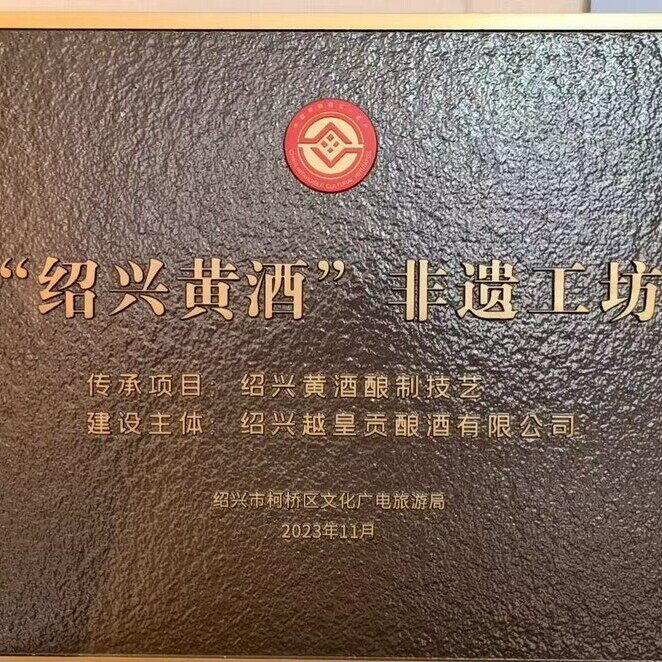 “绍兴黄酒”非遗工坊
传承项目：绍兴黄酒酿制技艺
建设主体：绍兴越皇贡酿酒有限公司
绍兴市柯桥区文化广电旅游局
2023年11月